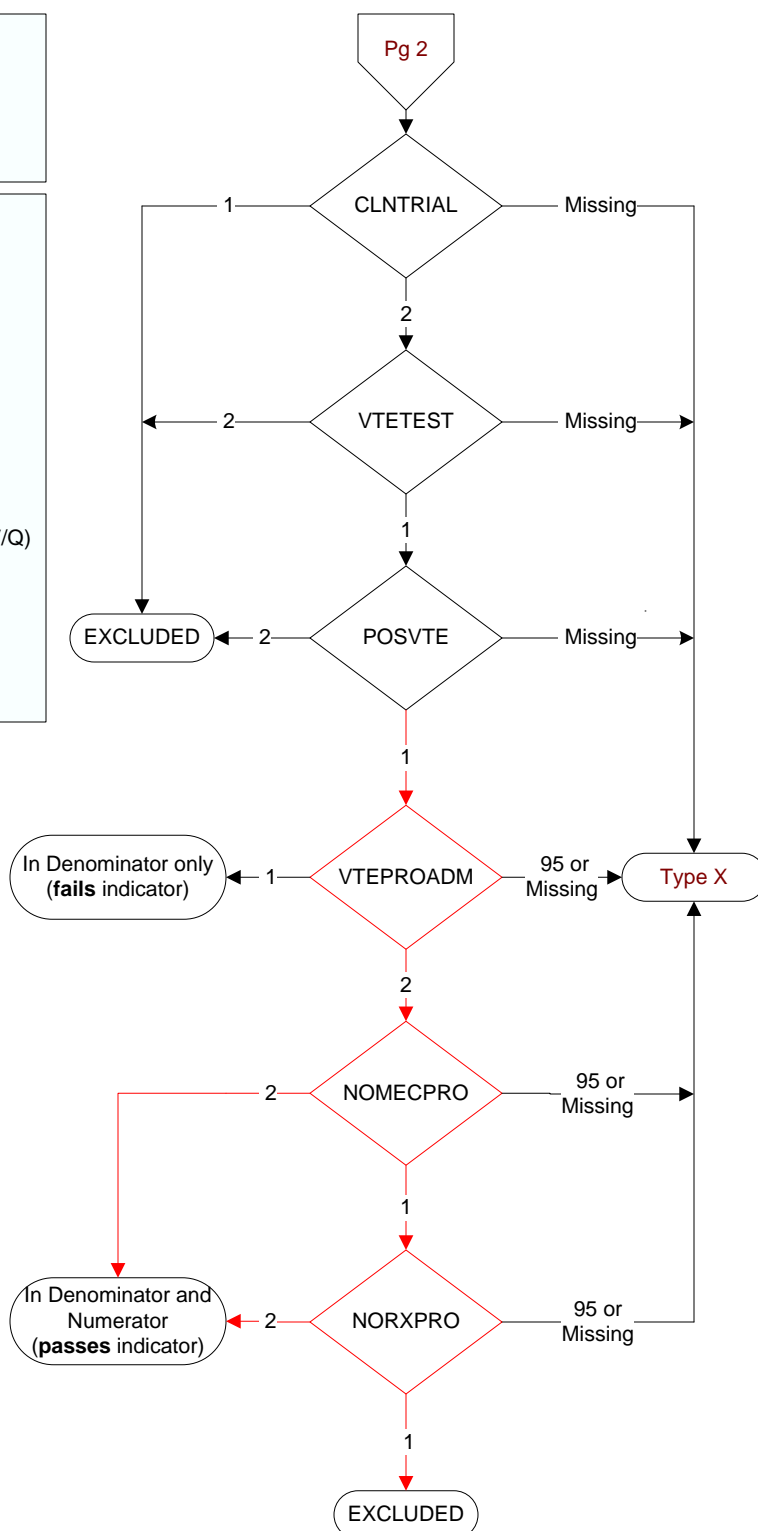 Pg 2
CLNTRIAL
1
Missing
2
VTETEST
2
Missing
1
/Q)
POSVTE
EXCLUDED
2
Missing
1
VTEPROADM
In Denominator only
(fails indicator)
1
95 or
Missing
Type X
2
NOMECPRO
2
95 or
Missing
1
NORXPRO
In Denominator and
Numerator
(passes indicator)
2
95 or
Missing
1
EXCLUDED